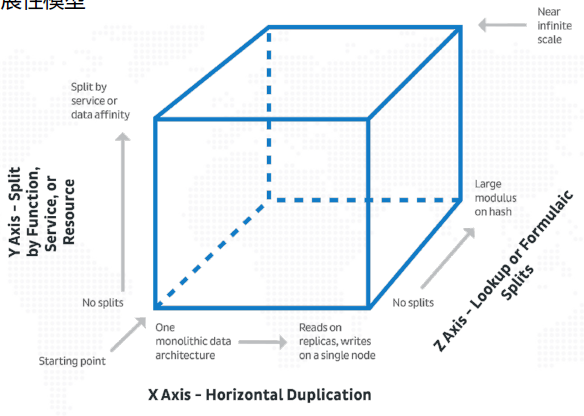 展性模型
Near
infinite
scale
Split by
service or
data affinity
Y Axis – Split
by Function,
Service, or
Resource
Large
modulus
on hash
Z Axis – Lookup or Formulaic
Splits
No splits
No splits
Starting point
One
monolithic data
architecture
Reads on
replicas, writes
on a single node
X Axis – Horizontal Duplication